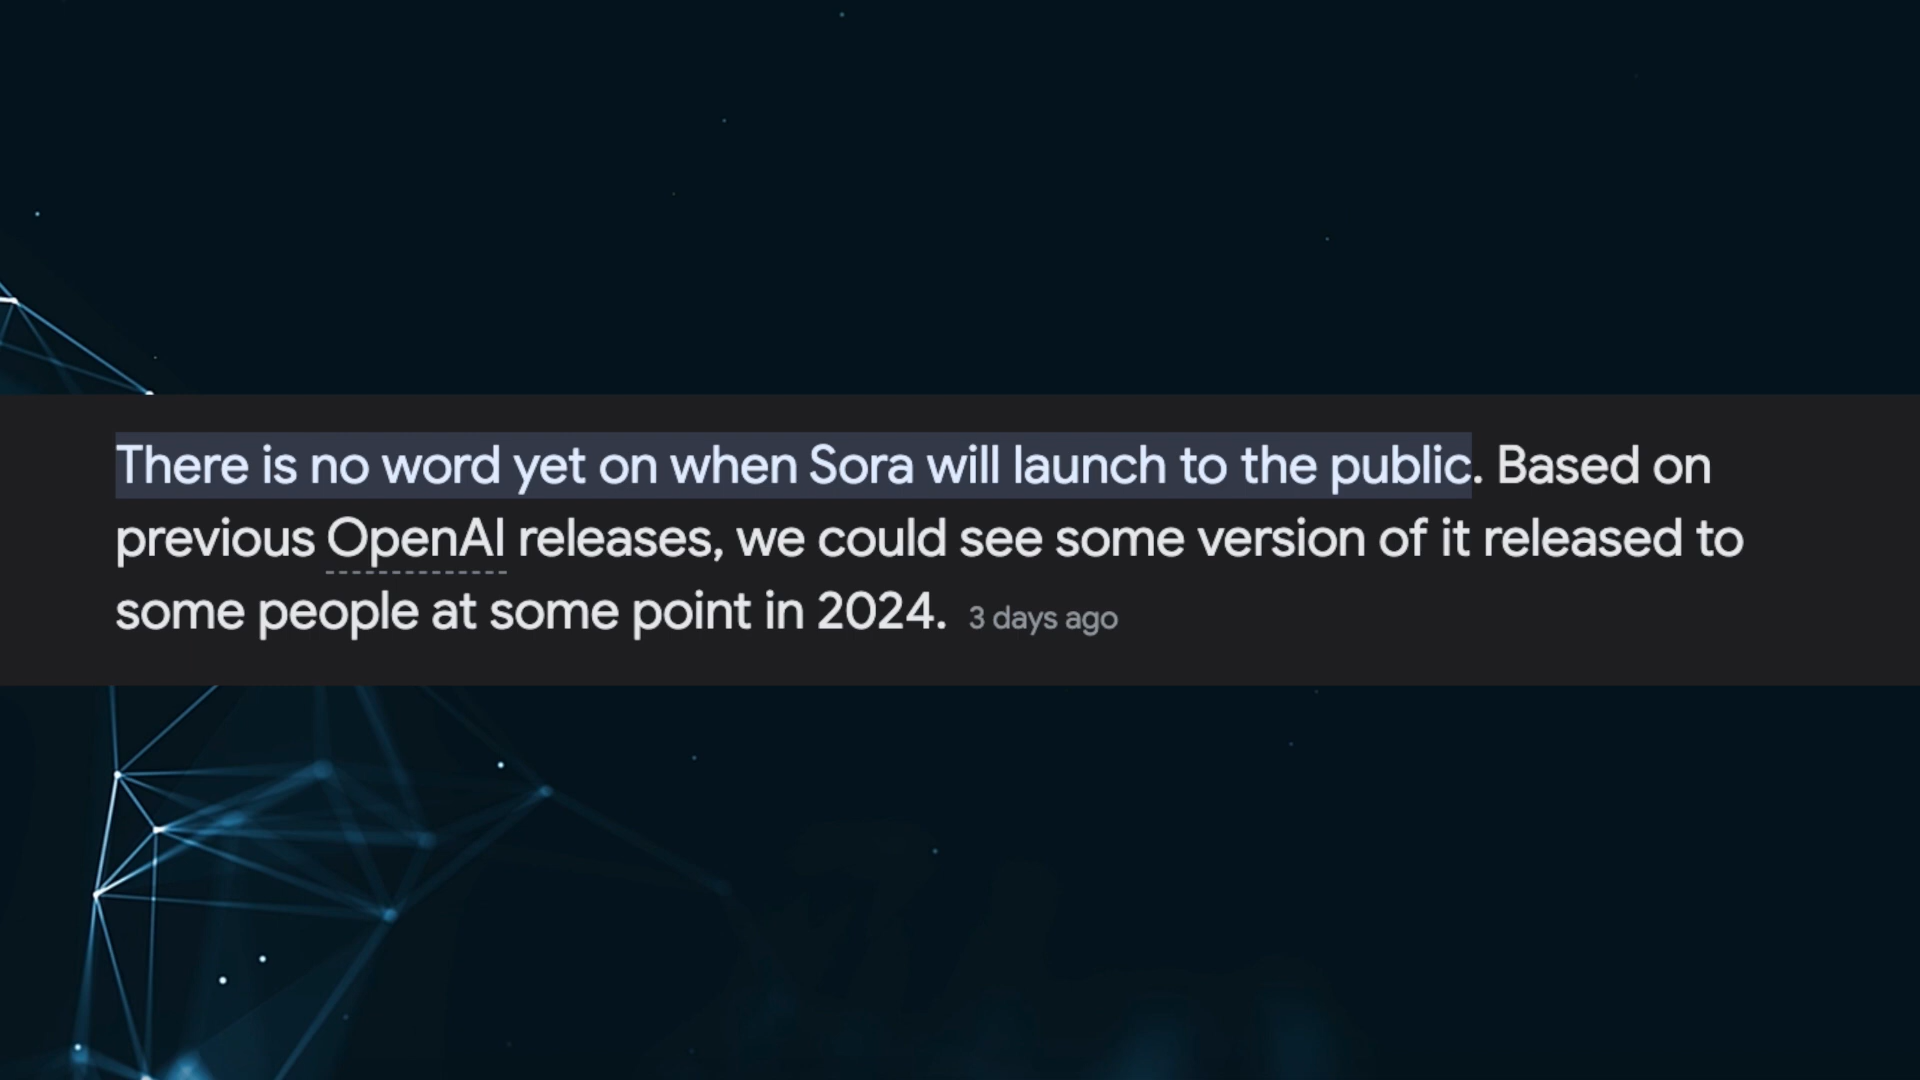 There is no word yet on when Sora will launch to the public. Based on
previous OpenAI releases, we could see some version of it released to
some people at some point in 2024. 3 days ago